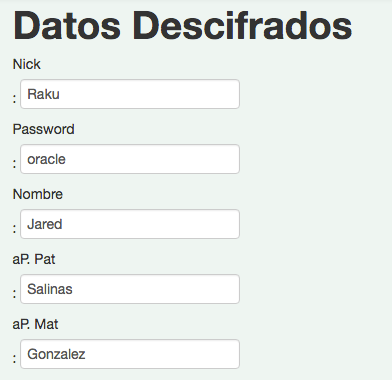 Datos Descifrados
Nick
: Raku
Password
: oracle
Nombre
: Jared
aP. Pat
: Salinas
aP. Mat
: Gonzalez